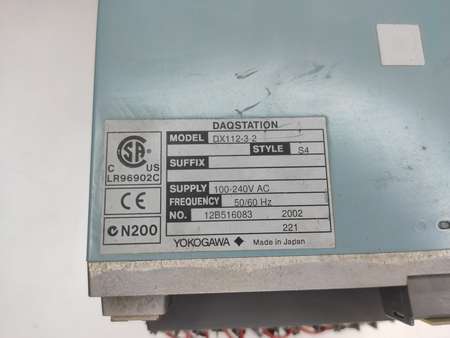 DAQSTATION
MODEL DX112-3-2
STYLE S4
SUFFIX
SUPPLY 100-240V AC
FREQUENCY 50/60 Hz
NO. 12B516083 2002
221
YOKOGAWA Made in Japan
C SA US
LR96902C
CE
N200